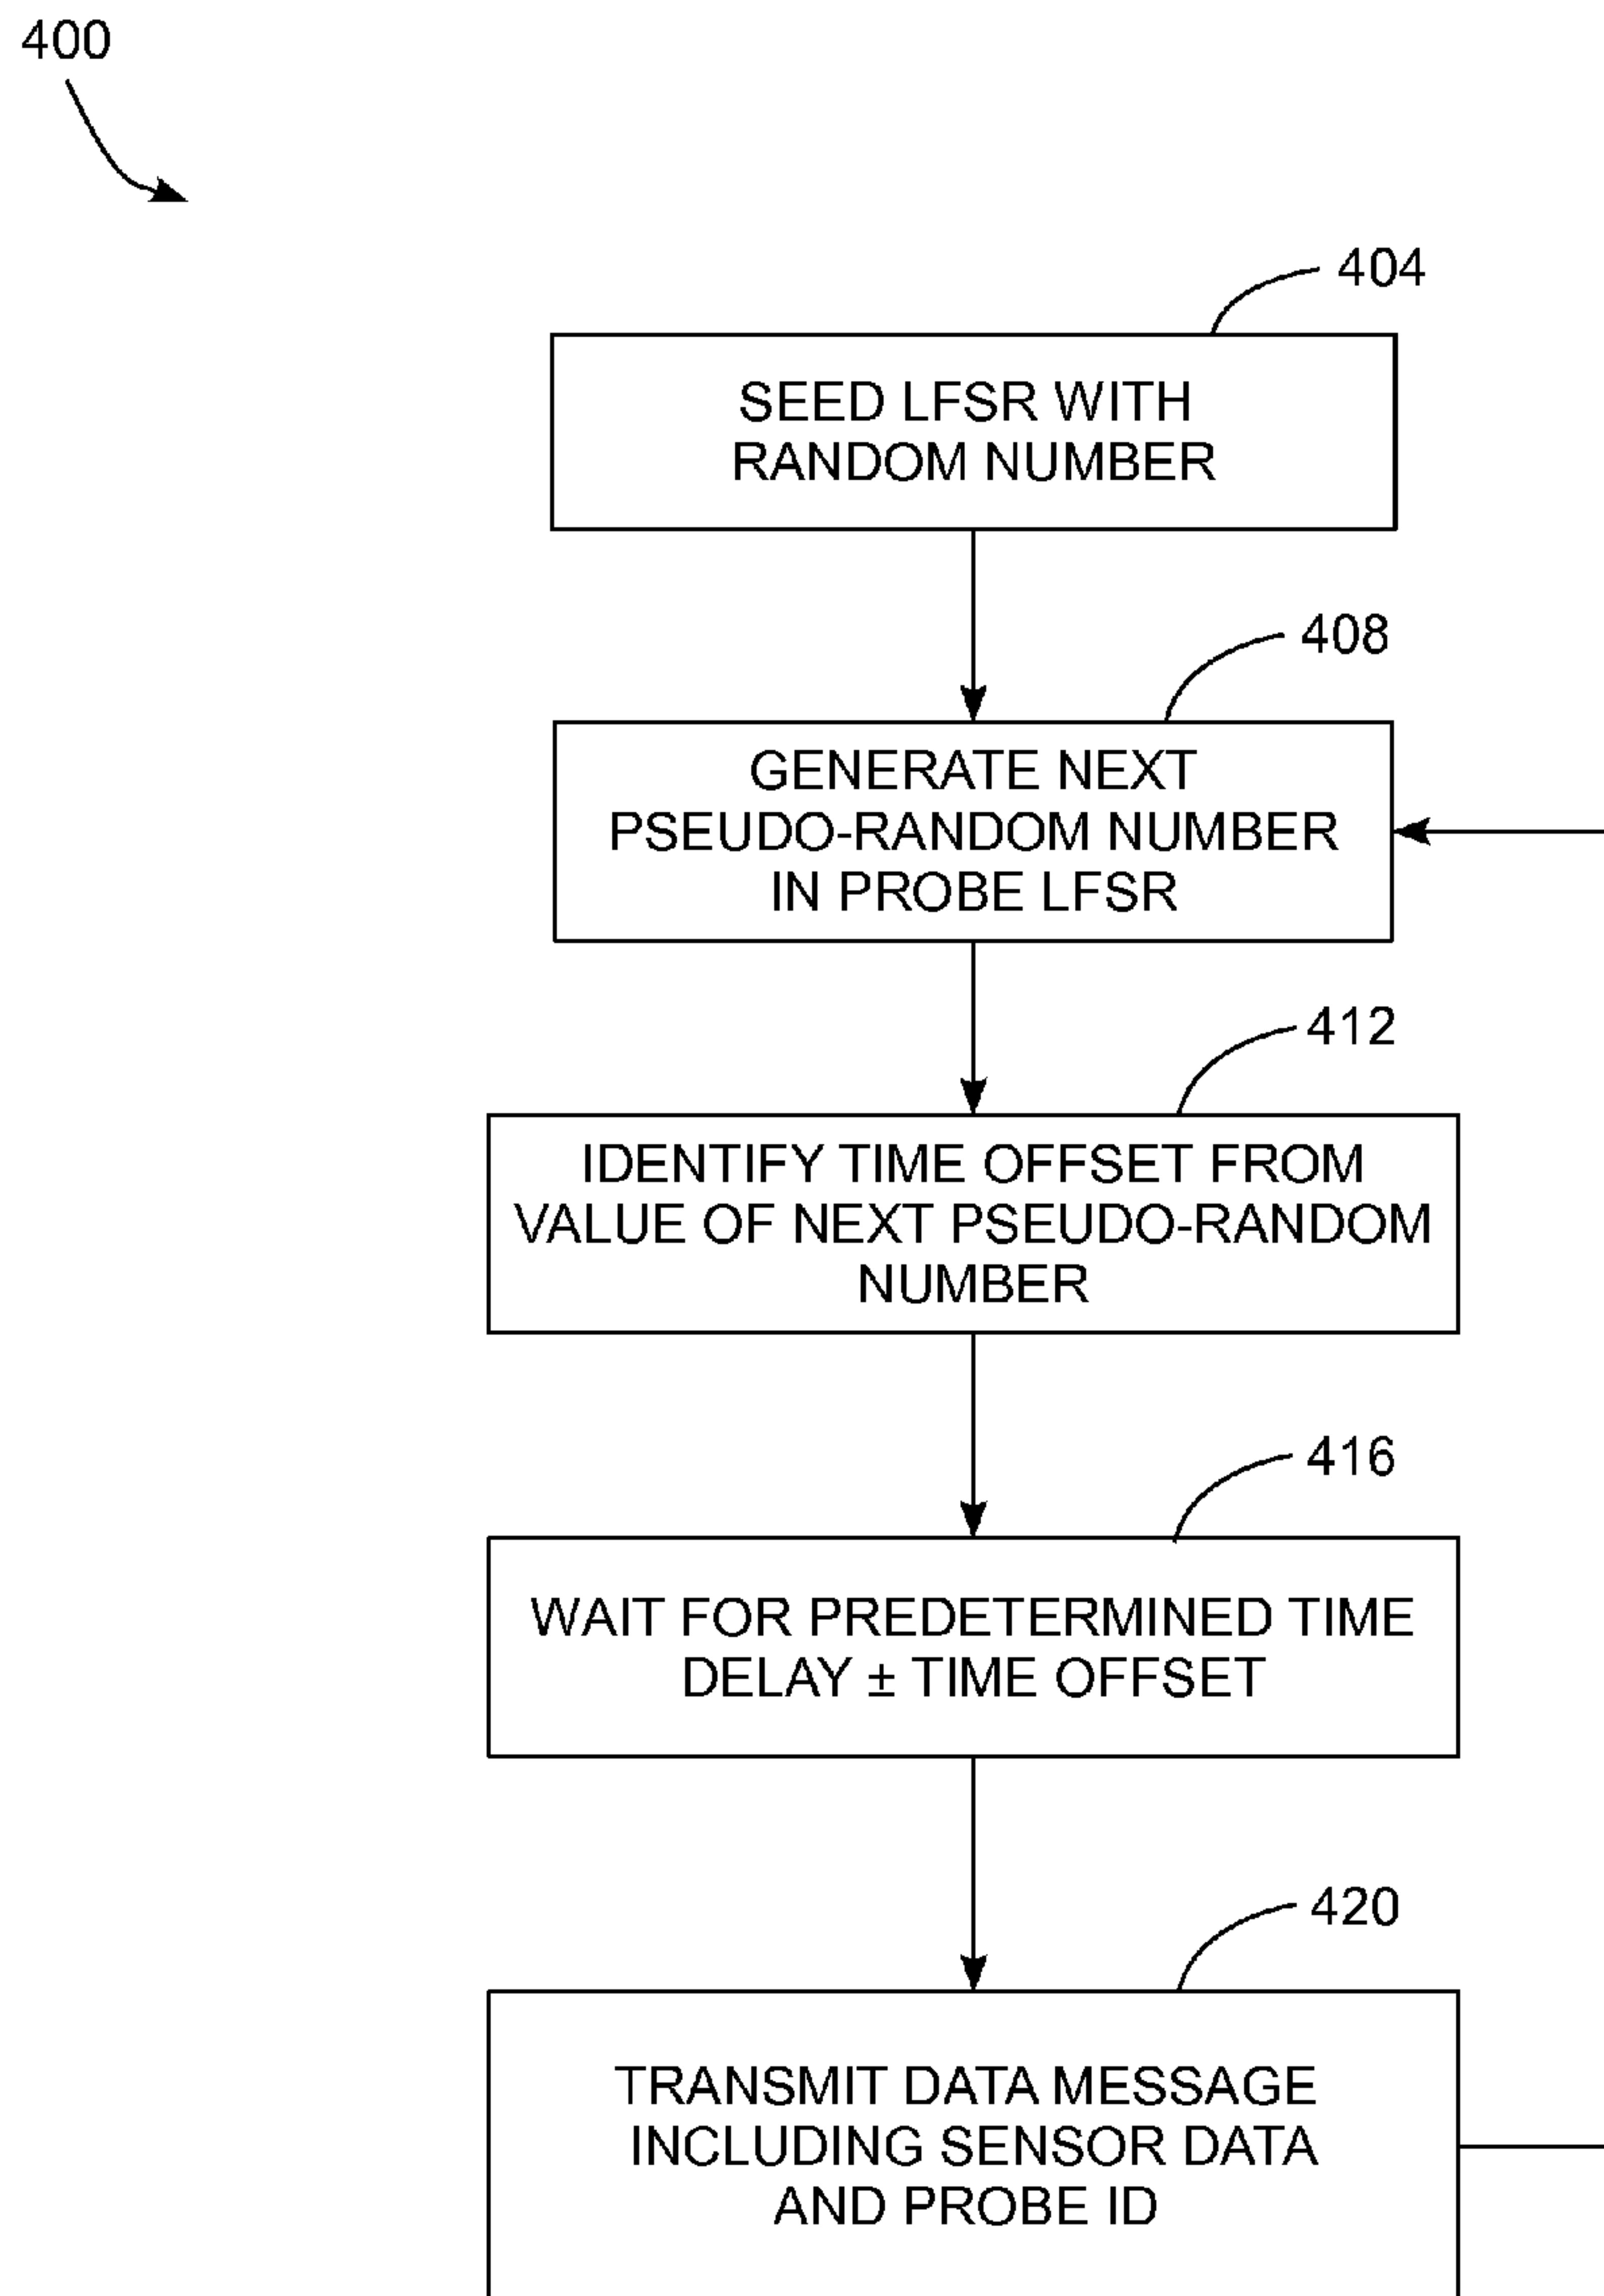 400
404
SEED LFSR WITH
RANDOM NUMBER
408
GENERATE NEXT
PSEUDO-RANDOM NUMBER
IN PROBE LFSR
412
IDENTIFY TIME OFFSET FROM
VALUE OF NEXT PSEUDO-RANDOM
NUMBER
416
WAIT FOR PREDETERMINED TIME
DELAY ± TIME OFFSET
420
TRANSMIT DATA MESSAGE
INCLUDING SENSOR DATA
AND PROBE ID